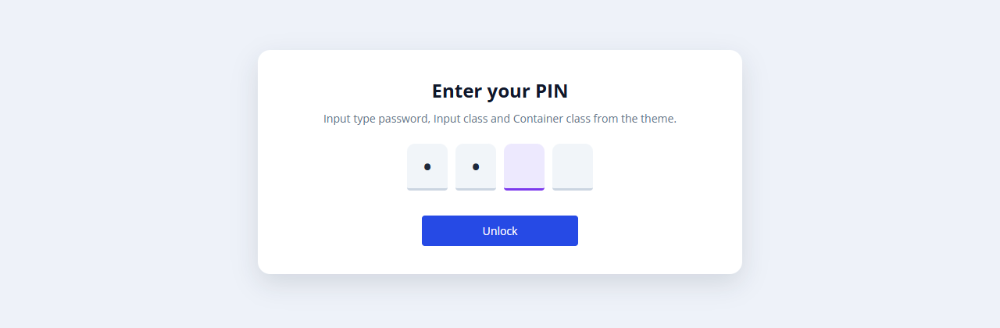 Enter your PIN
Input type password, Input class and Container class from the theme.
Unlock